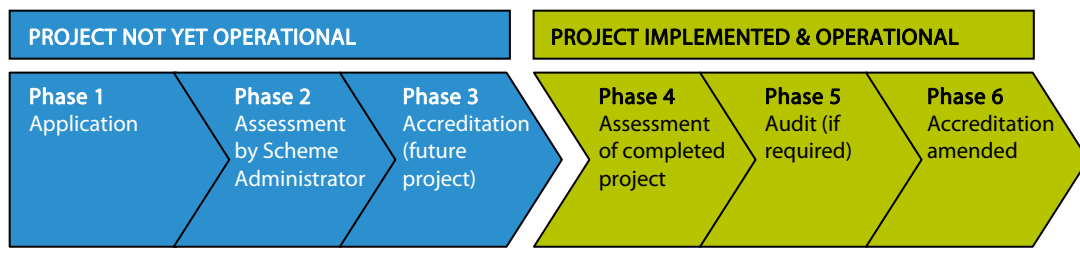 PROJECT NOT YET OPERATIONAL
PROJECT IMPLEMENTED & OPERATIONAL
Phase 1
Application
Phase 2
Assessment
by Scheme
Administrator
Phase 3
Accreditation
(future
project)
Phase 4
Assessment
of completed
project
Phase 5
Audit (if
required)
Phase 6
Accreditation
amended